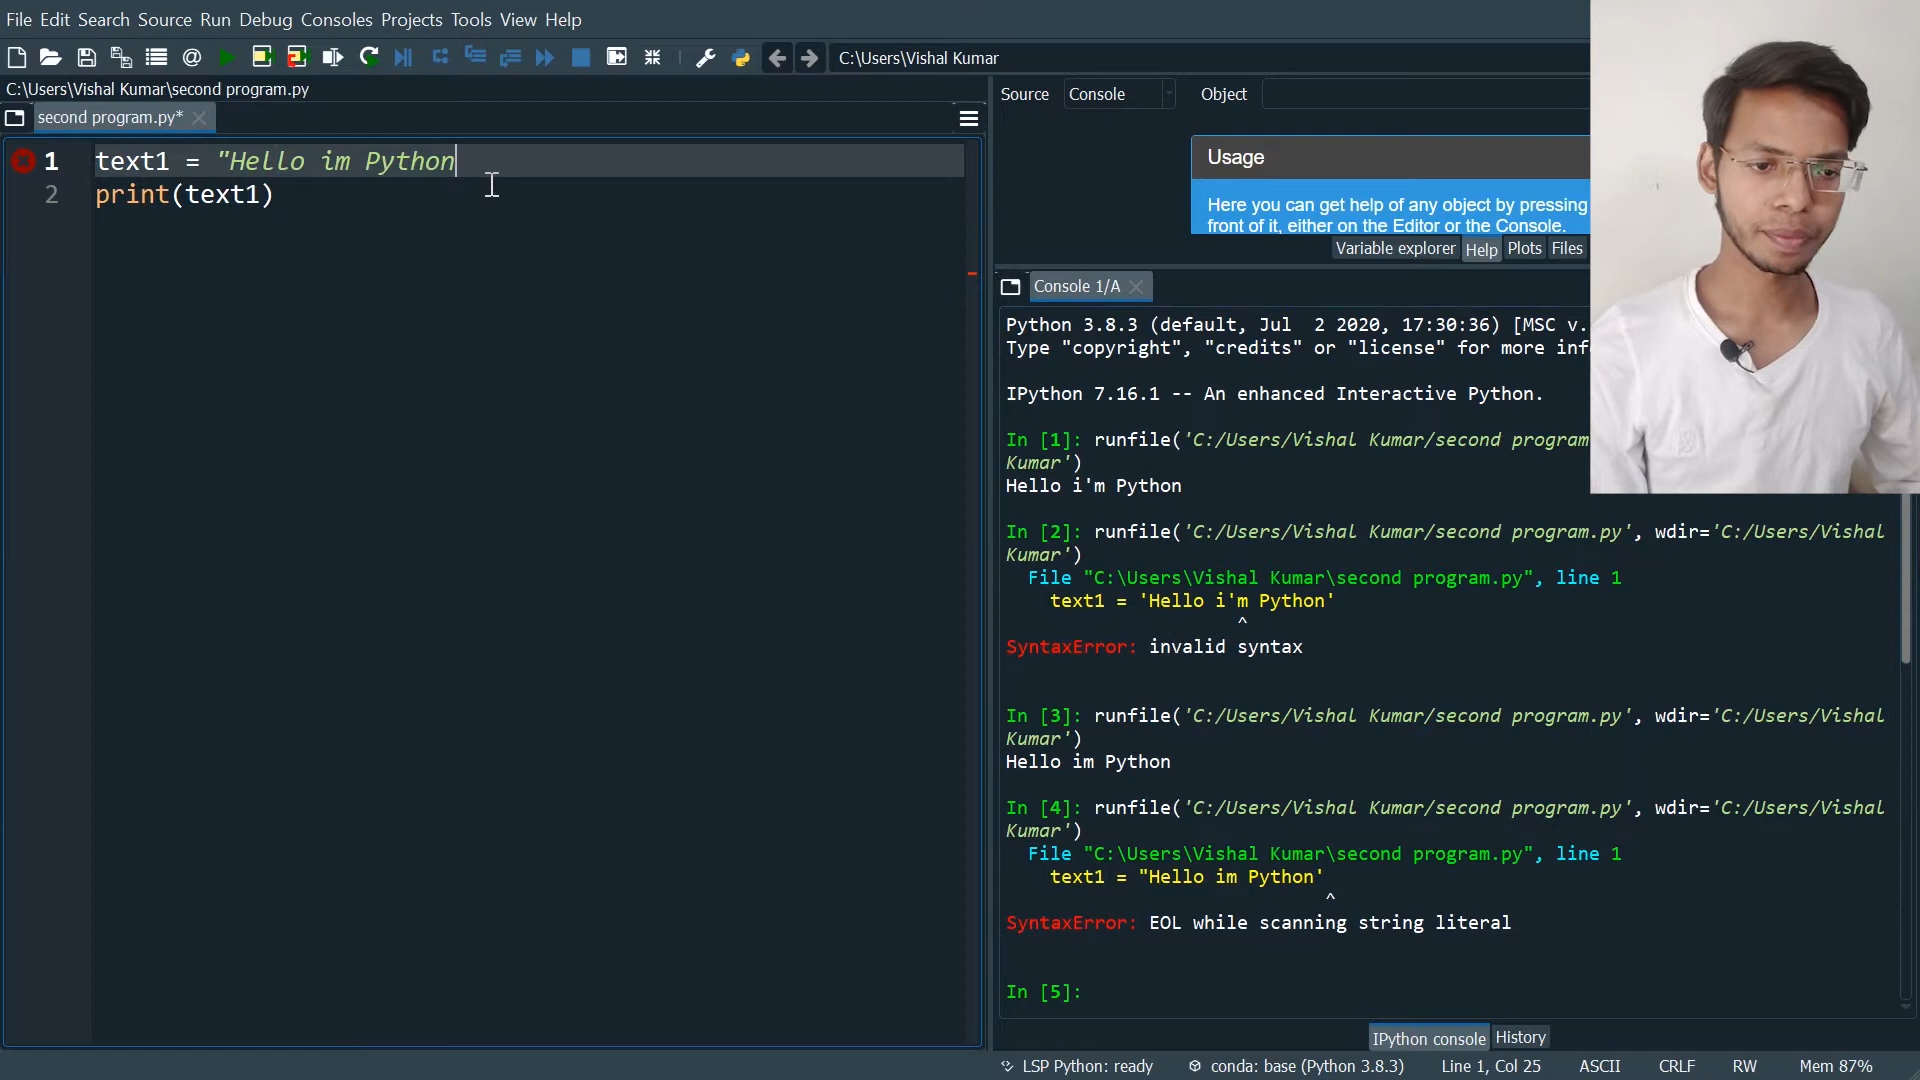 File Edit Search Source Run Debug Consoles Projects Tools View Help
C:\Users\Vishal Kumar
C:\Users\Vishal Kumar\second program.py
second program.py*
1 text1 = "Hello im Python
2 print(text1)
Source Console Object
Usage
Here you can get help of any object by pressing
front of it, either on the Editor or the Console.
Variable explorer Help Plots Files
Console 1/A
Python 3.8.3 (default, Jul  2 2020, 17:30:36) [MSC v.
Type "copyright", "credits" or "license" for more inf
IPython 7.16.1 -- An enhanced Interactive Python.
In [1]: runfile('C:/Users/Vishal Kumar/second program
Kumar')
Hello i'm Python
In [2]: runfile('C:/Users/Vishal Kumar/second program.py', wdir='C:/Users/Vishal
Kumar')
File "C:\Users\Vishal Kumar\second program.py", line 1
text1 = 'Hello i'm Python'
^
SyntaxError: invalid syntax
In [3]: runfile('C:/Users/Vishal Kumar/second program.py', wdir='C:/Users/Vishal
Kumar')
Hello im Python
In [4]: runfile('C:/Users/Vishal Kumar/second program.py', wdir='C:/Users/Vishal
Kumar')
File "C:\Users\Vishal Kumar\second program.py", line 1
text1 = "Hello im Python'
^
SyntaxError: EOL while scanning string literal
In [5]:
IPython console History
LSP Python: ready conda: base (Python 3.8.3) Line 1, Col 25 ASCII CRLF RW Mem 87%